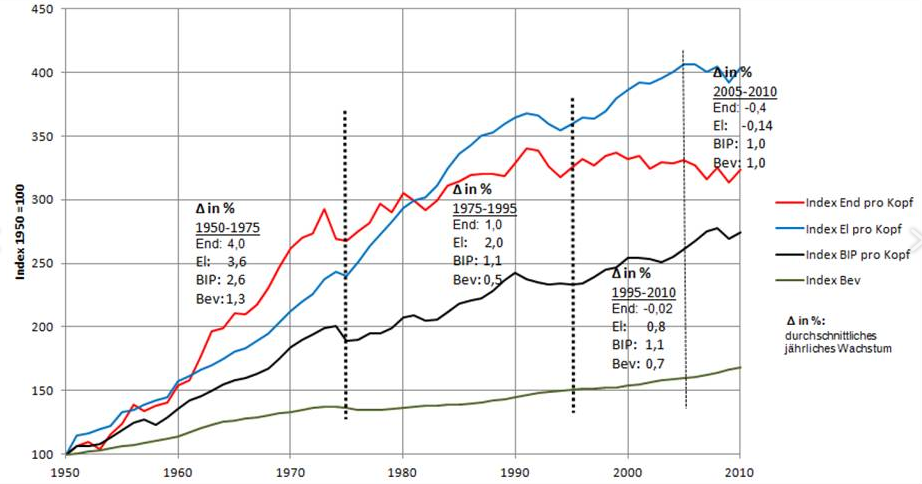 450
400
350
300
250
200
150
100
Index 1950 =100
1950
1960
1970
1980
1990
2000
2010
Δ in %
1950-1975
End: 4,0
El: 3,6
BIP: 2,6
Bev: 1,3
Δ in %
1975-1995
End: 1,0
El: 2,0
BIP: 1,1
Bev: 0,5
Δ in %
1995-2010
End: -0,02
El: 0,8
BIP: 1,1
Bev: 0,7
Δ in %
2005-2010
End: -0,4
El: -0,14
BIP: 1,0
Bev: 1,0
Index End pro Kopf
Index El pro Kopf
Index BIP pro Kopf
Index Bev
Δ in %:
durchschnittliches
jährliches Wachstum